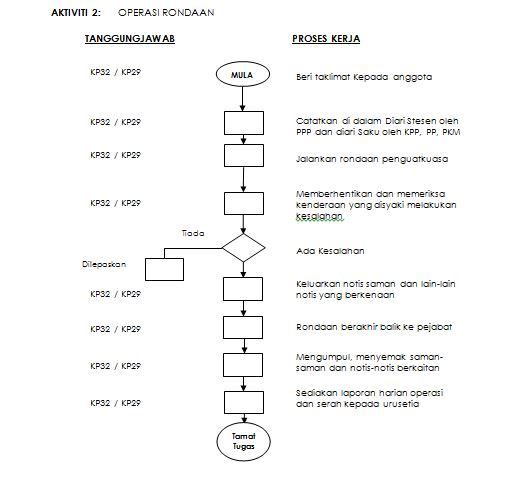 AKTIVITI 2: OPERASI RONDAAN
TANGGUNGJAWAB PROSES KERJA
KP32 / KP29 MULA Beri taklimat Kepada anggota
KP32 / KP29 Catatkan di dalam Diari Stesen oleh
PPP dan diari Saku oleh KPP, PP, PKM
KP32 / KP29 Jalankan rondaan penguatkuasa
KP32 / KP29 Memberhentikan dan memeriksa
kenderaan yang disyaki melakukan
kesalahan
Tiada
Ada Kesalahan
Dilepaskan
KP32 / KP29 Keluarkan notis saman dan lain-lain
notis yang berkenaan
KP32 / KP29 Rondaan berakhir balik ke pejabat
KP32 / KP29 Mengumpul, menyemak saman-
saman dan notis-notis berkaitan
KP32 / KP29 Sediakan laporan harian operasi
dan serah kepada urusetia
Tamat
Tugas